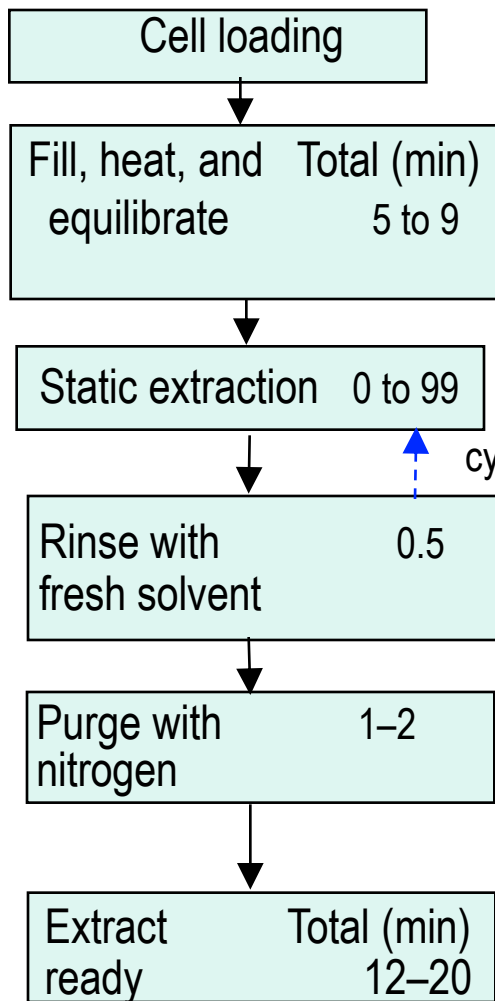 Cell loading
Fill, heat, and Total (min)
equilibrate 5 to 9
Static extraction 0 to 99
cy
Rinse with 0.5
fresh solvent
Purge with 1–2
nitrogen
Extract Total (min)
ready 12–20